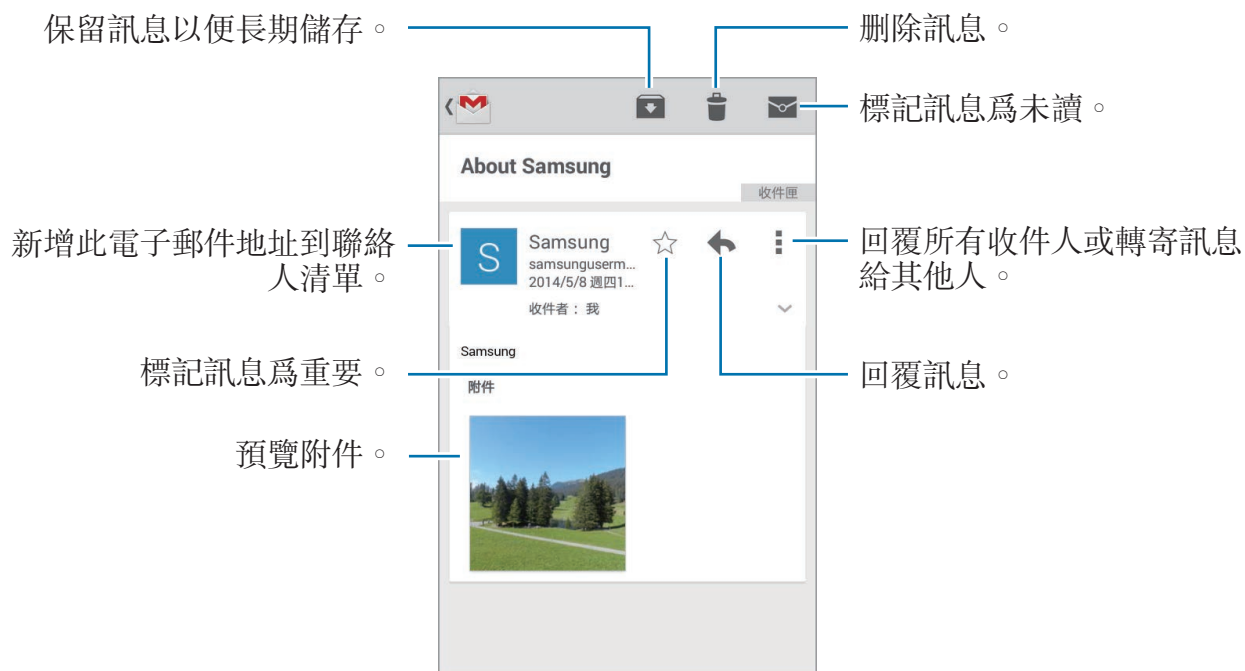 保留訊息以便長期儲存。
刪除訊息。
標記訊息爲未讀。
About Samsung
收件匣
新增此電子郵件地址到聯絡
人清單。
S
Samsung
samsunguserm...
2014/5/8 週四1...
收件者： 我
回覆所有收件人或轉寄訊息
給其他人。
Samsung
標記訊息爲重要。
回覆訊息。
附件
預覽附件。